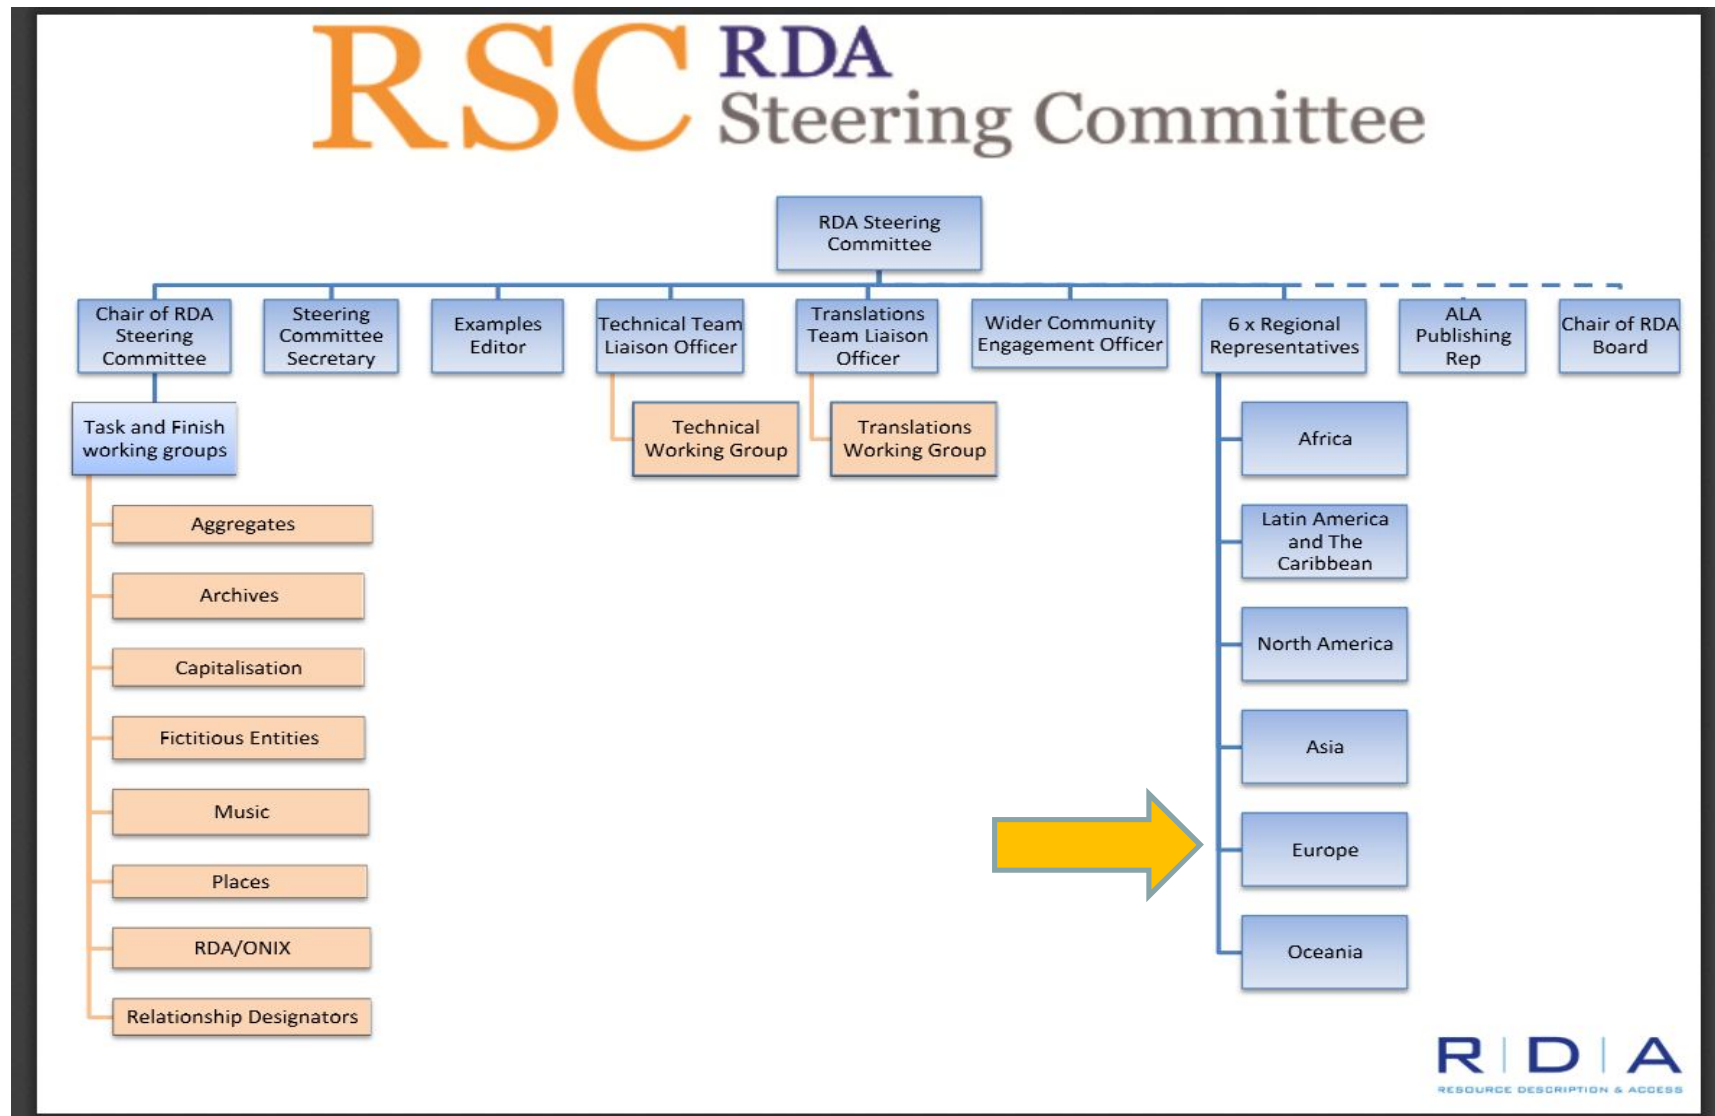 RSC RDA
Steering Committee
RDA Steering
Committee
Chair of RDA
Steering
Committee
Steering
Committee
Secretary
Examples
Editor
Technical Team
Liaison Officer
Translations
Team Liaison
Officer
Wider Community
Engagement Officer
6 x Regional
Representatives
ALA
Publishing
Rep
Chair of RDA
Board
Task and Finish
working groups
Technical
Working Group
Translations
Working Group
Aggregates
Archives
Capitalisation
Fictitious Entities
Music
Places
RDA/ONIX
Relationship Designators
Africa
Latin America
and The
Caribbean
North America
Asia
Europe
Oceania
R|D|A
RESOURCE DESCRIPTION & ACCESS